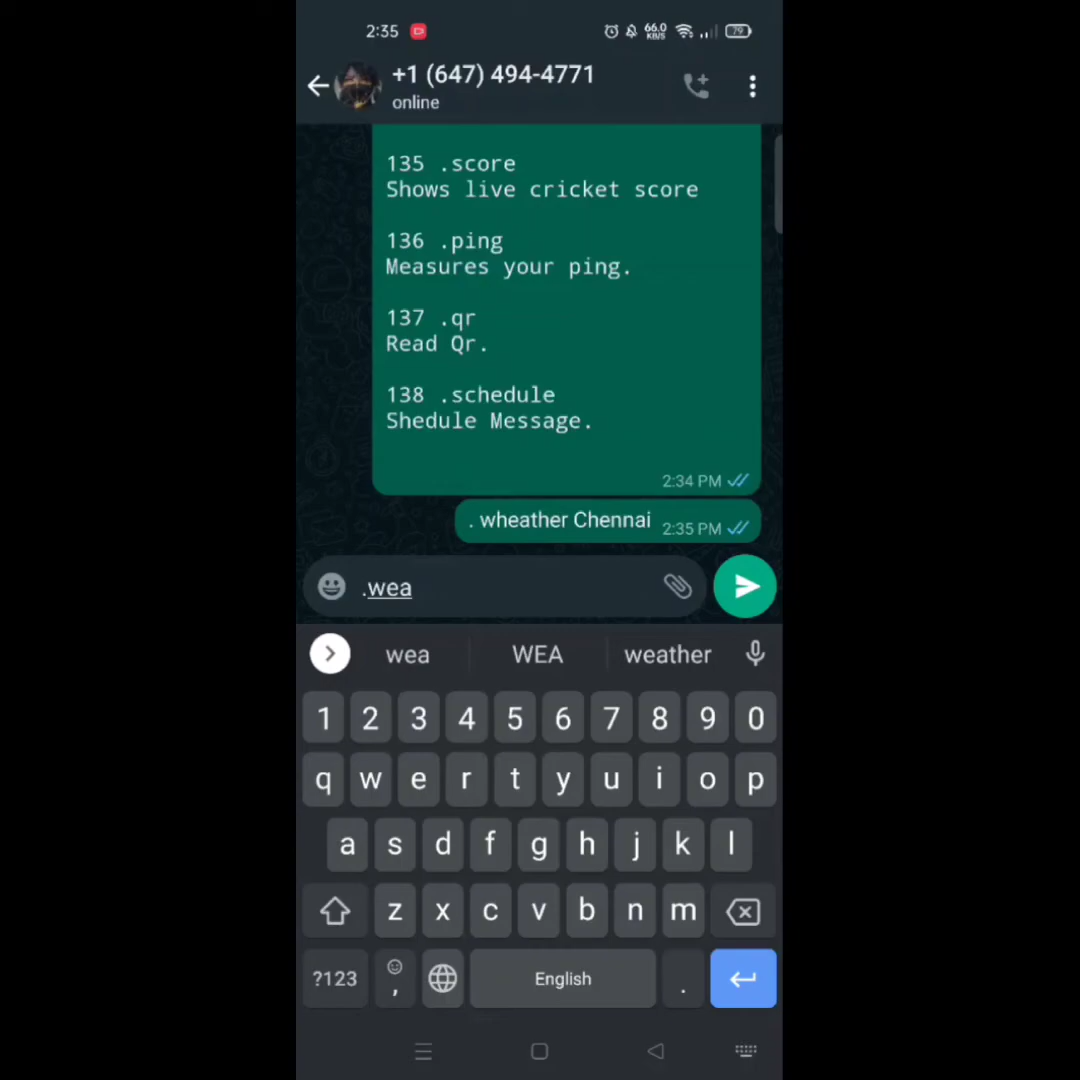 2:35
66.0
KB/S
79
+1 (647) 494-4771
online
135 .score
Shows live cricket score
136 .ping
Measures your ping.
137 .qr
Read Qr.
138 .schedule
Shedule Message.
2:34 PM
. wheather Chennai 2:35 PM
.wea
wea WEA weather
1 2 3 4 5 6 7 8 9 0
q w e r t y u i o p
a s d f g h j k l
z x c v b n m
?123 , English .